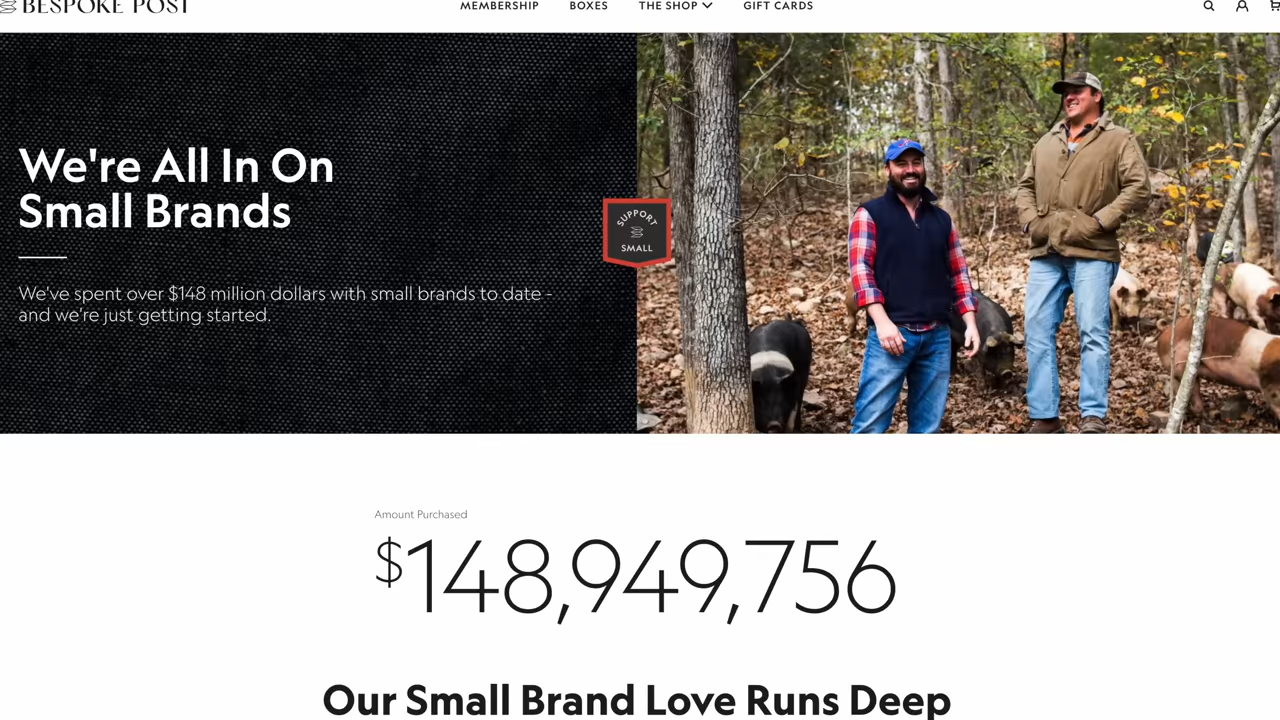 BESPOKE POST
MEMBERSHIP
BOXES
THE SHOP
GIFT CARDS
We're All In On
Small Brands
We've spent over $148 million dollars with small brands to date -
and we're just getting started.
SUPPORT
SMALL
Amount Purchased
$148,949,756
Our Small Brand Love Runs Deep